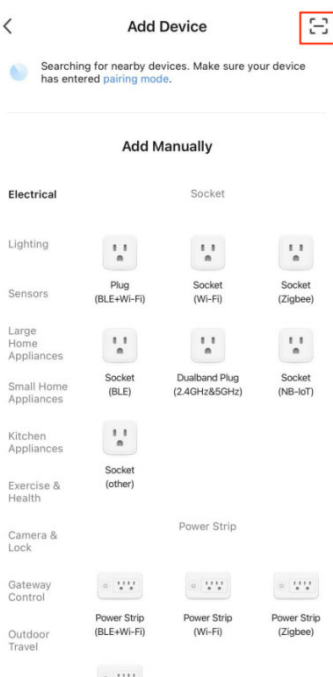 Add Device
Searching for nearby devices. Make sure your device
has entered pairing mode.
Add Manually
Electrical
Lighting
Sensors
Large
Home
Appliances
Small Home
Appliances
Kitchen
Appliances
Exercise &
Health
Camera &
Lock
Gateway
Control
Outdoor
Travel
Socket
Plug
(BLE+Wi-Fi)
Socket
(Wi-Fi)
Socket
(Zigbee)
Socket
(BLE)
Dualband Plug
(2.4GHz&5GHz)
Socket
(NB-IoT)
Socket
(other)
Power Strip
Power Strip
(BLE+Wi-Fi)
Power Strip
(Wi-Fi)
Power Strip
(Zigbee)